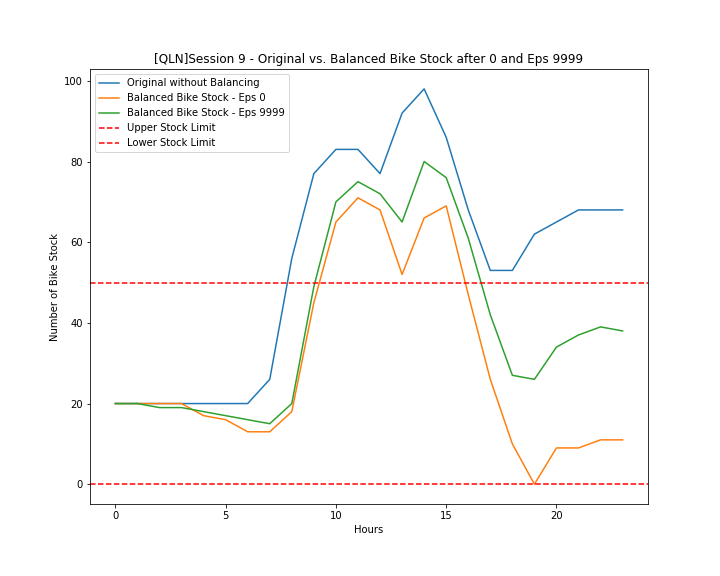 [QLN]Session 9 - Original vs. Balanced Bike Stock after 0 and Eps 9999
Original without Balancing
Balanced Bike Stock - Eps 0
Balanced Bike Stock - Eps 9999
Upper Stock Limit
Lower Stock Limit
Number of Bike Stock
100
80
60
40
20
0
0 5 10 15 20
Hours